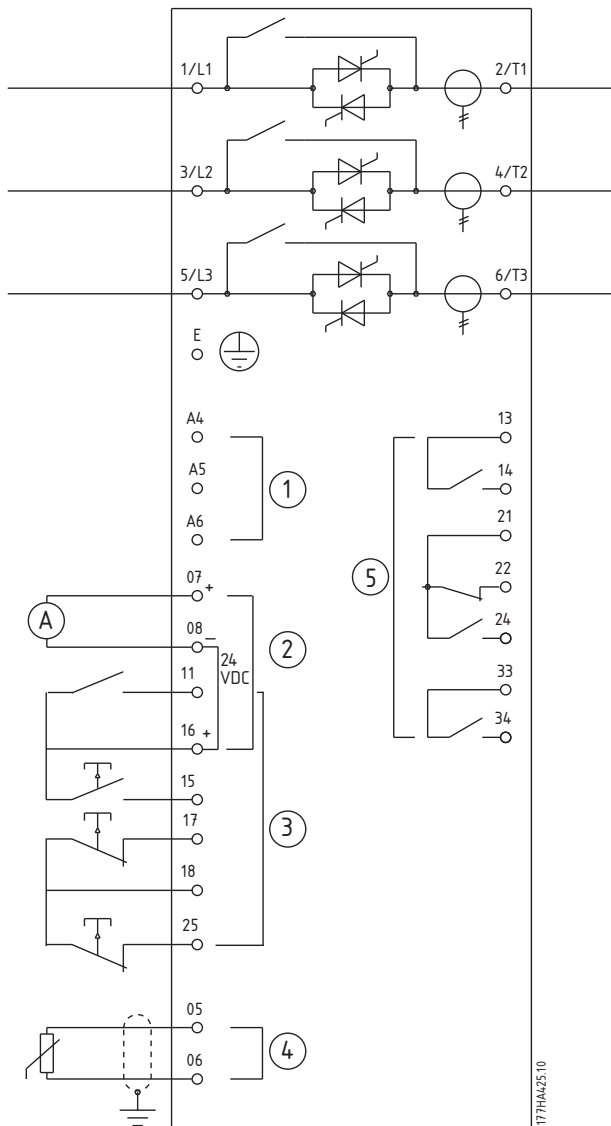 1/L1 2/T1
3/L2 4/T2
5/L3 6/T3
E
A4 13
A5 1 14
A6 21
07 + 5 22
A
08 – 2 24
24
VDC
11 33
16 + 34
15
17 3
18
25
05
4
06
177HA425.10